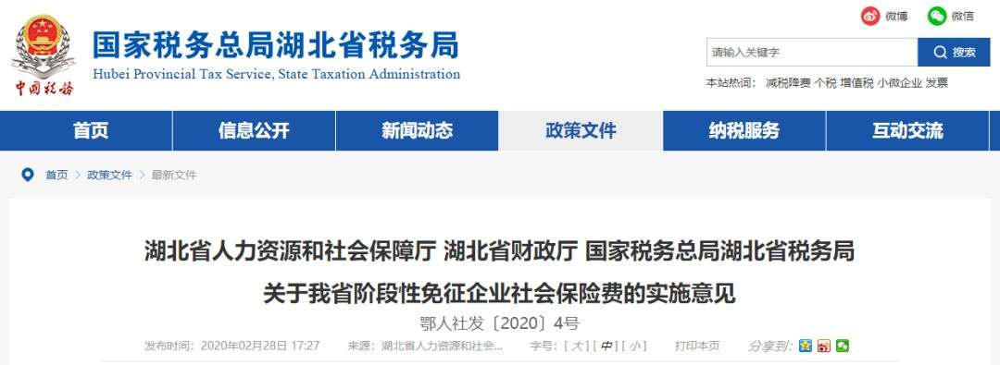 微博 微信
国家税务总局湖北省税务局
Hubei Provincial Tax Service, State Taxation Administration
中国税务
请输入关键字 搜索
本站热词： 减税降费 个税 增值税 小微企业 发票
首页 信息公开 新闻动态 政策文件 纳税服务 互动交流
首页 > 政策文件 > 最新文件
湖北省人力资源和社会保障厅 湖北省财政厅 国家税务总局湖北省税务局
关于我省阶段性免征企业社会保险费的实施意见
鄂人社发〔2020〕4号
发布时间：2020年02月28日 17:27 来源：湖北省人力资源和社会... 字号：[ 大 ] [ 中 ] [ 小 ] 打印本页 分享到：